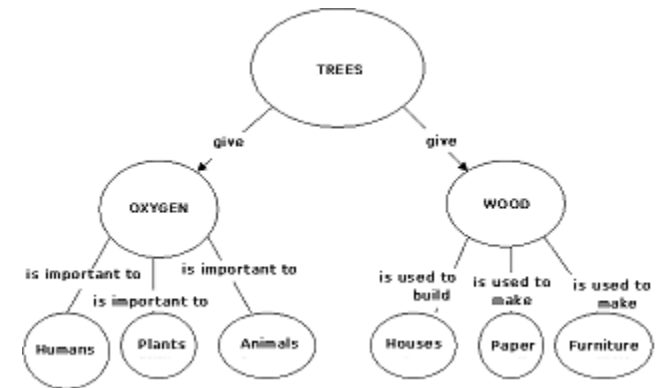 TREES
give
give
OXYGEN
WOOD
is important to
is important to
is important to
is used to
build
is used to
make
is used to
make
Humans
Plants
Animals
Houses
Paper
Furniture